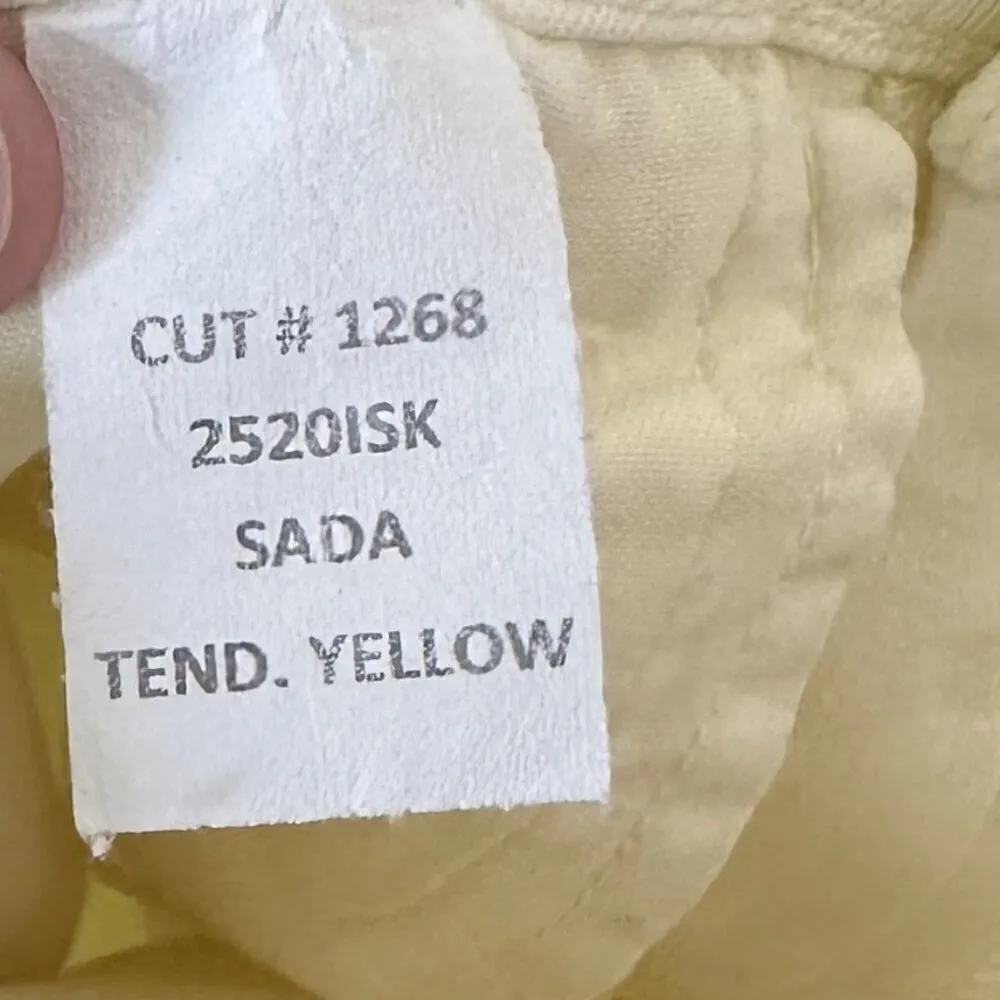 CUT # 1268
2520ISK
SADA
TEND. YELLOW